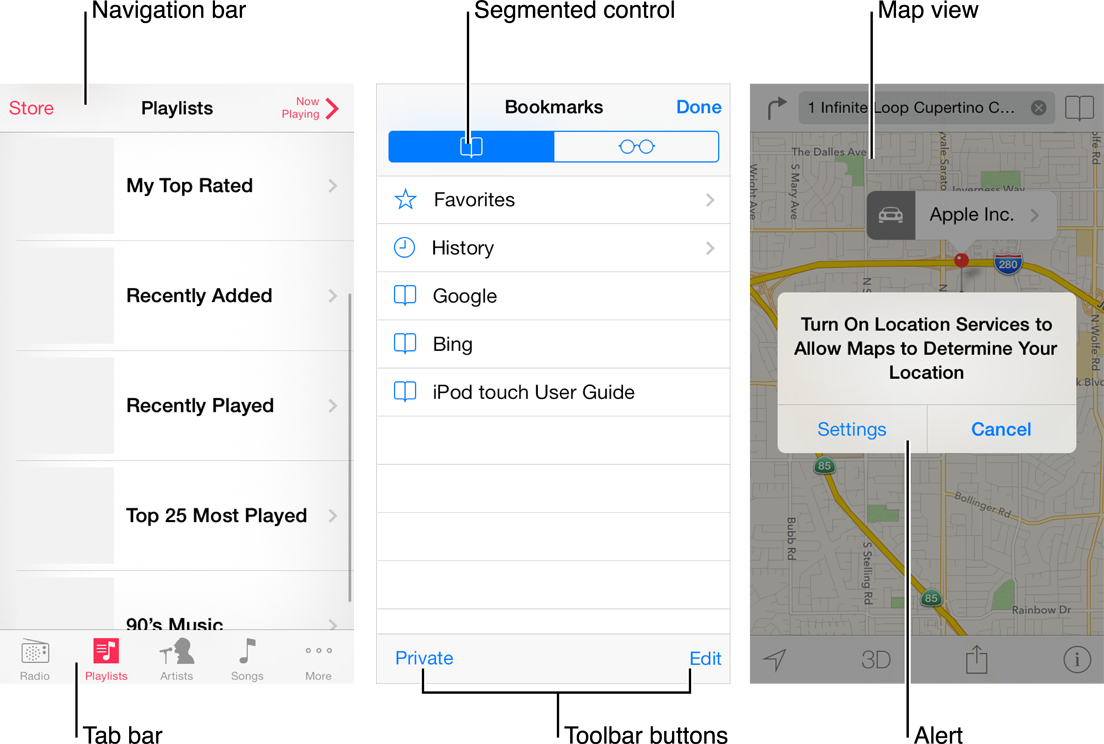 Navigation bar
Segmented control
Map view
Store
Playlists
Now
Playing
My Top Rated
Recently Added
Recently Played
Top 25 Most Played
90's Music
Radio
Playlists
Artists
Songs
More
Tab bar
Bookmarks
Done
Favorites
History
Google
Bing
iPod touch User Guide
Private
Edit
Toolbar buttons
1 Infinite Loop Cupertino C...
The Dalles Ave
Wright Ave
S Mary Ave
Inverness Way
Apple Inc.
280
Turn On Location Services to
Allow Maps to Determine Your
Location
N Wolfe Rd
Settings
Cancel
85
Bollinger Rd
Bubb Rd
S Stelling Rd
85
Rainbow Dr
3D
Alert